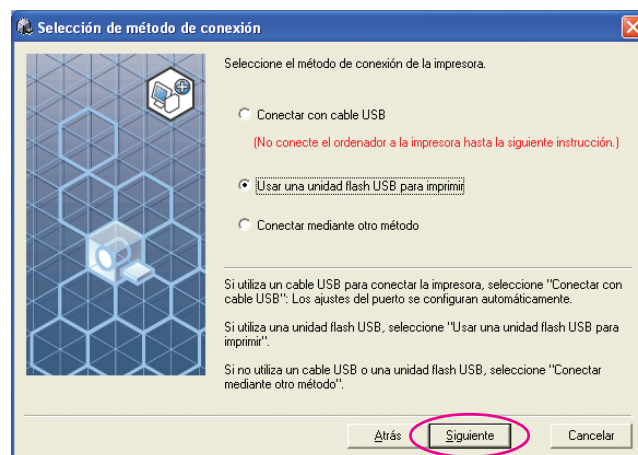 Selección de método de conexión
Seleccione el método de conexión de la impresora.
Conectar con cable USB
(No conecte el ordenador a la impresora hasta la siguiente instrucción.)
Usar una unidad flash USB para imprimir
Conectar mediante otro método
Si utiliza un cable USB para conectar la impresora, seleccione "Conectar con
cable USB": Los ajustes del puerto se configuran automáticamente.
Si utiliza una unidad flash USB, seleccione "Usar una unidad flash USB para
imprimir".
Si no utiliza un cable USB o una unidad flash USB, seleccione "Conectar
mediante otro método".
Atrás Siguiente Cancelar